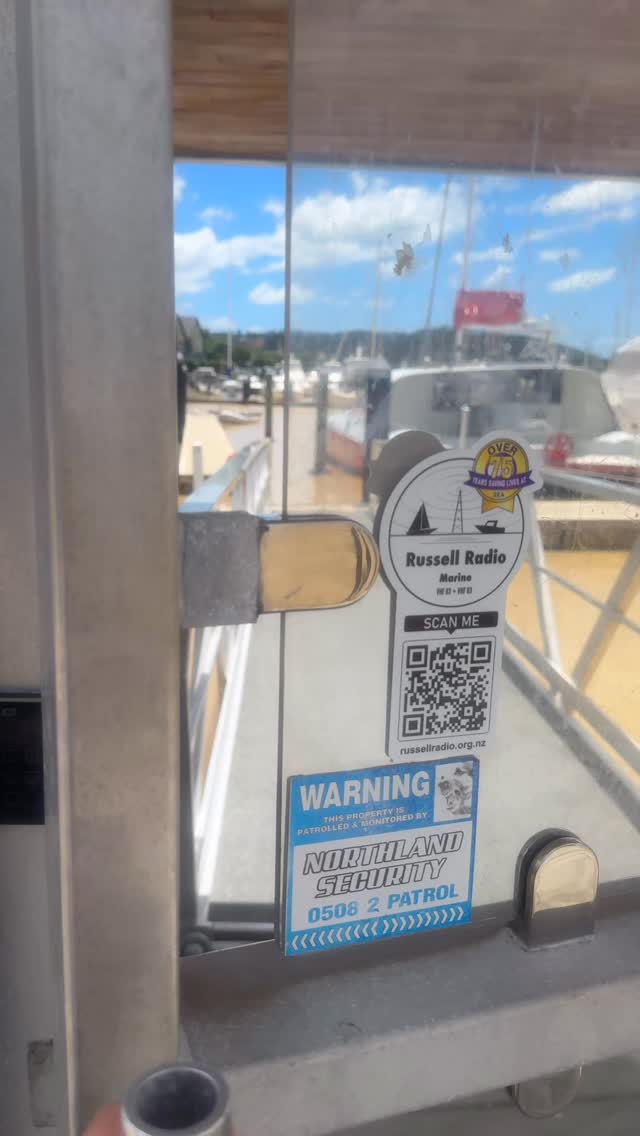 OVER
75
YEARS SAVING LIVES AT
SEA
Russell Radio
Marine
SCAN ME
russellradio.org.nz
WARNING
THIS PROPERTY IS
PATROLLED & MONITORED BY
NORTHLAND
SECURITY
0508 2 PATROL